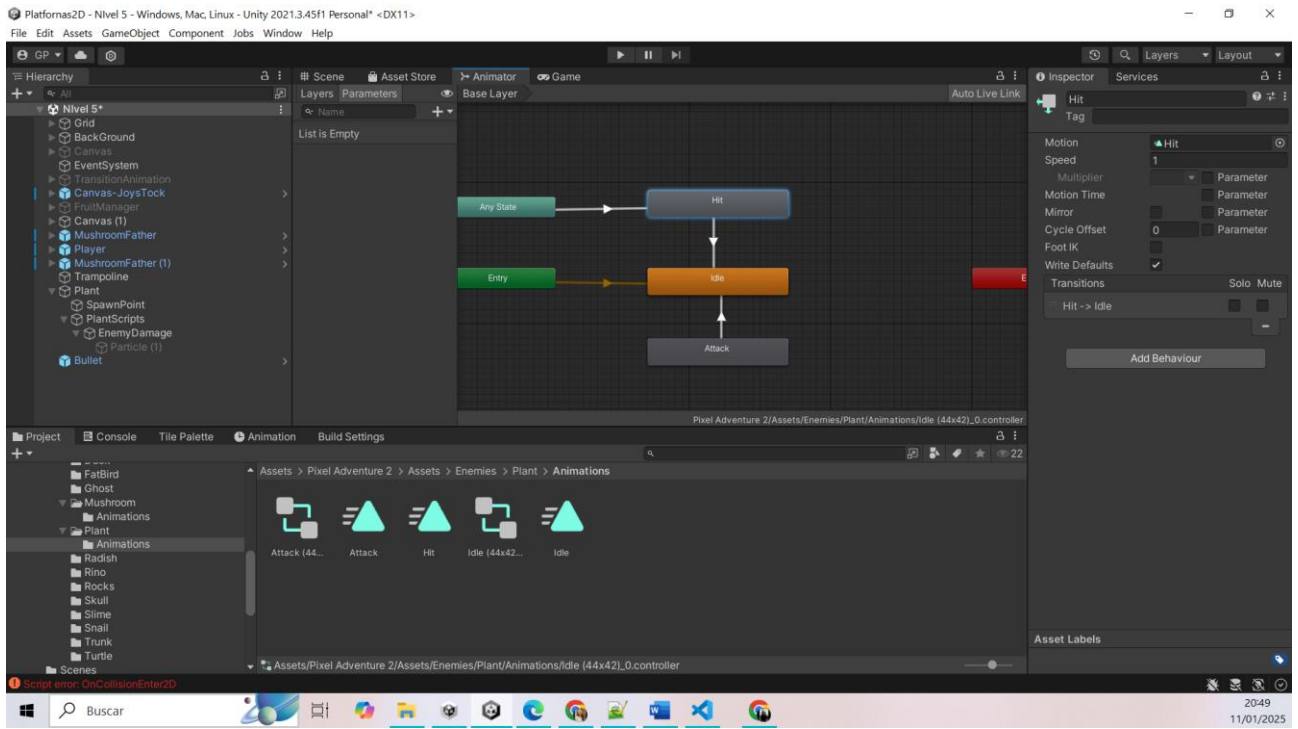 Platfornas2D - NIvel 5 - Windows, Mac, Linux - Unity 2021.3.45f1 Personal* <DX11>
File Edit Assets GameObject Component Jobs Window Help
GP
Layers
Layout
Hierarchy
All
NIvel 5*
Grid
BackGround
Canvas
EventSystem
TransitionAnimation
Canvas-JoysTock
FruitManager
Canvas (1)
MushroomFather
Player
MushroomFather (1)
Trampoline
Plant
SpawnPoint
PlantScripts
EnemyDamage
Particle (1)
Bullet
Scene Asset Store Animator Game
Layers Parameters Base Layer Auto Live Link
Name
List is Empty
Any State
Hit
Entry
Idle
E
Attack
Pixel Adventure 2/Assets/Enemies/Plant/Animations/Idle (44x42)_0.controller
Inspector Services
Hit
Tag
Motion Hit
Speed 1
Multiplier Parameter
Motion Time Parameter
Mirror Parameter
Cycle Offset 0 Parameter
Foot IK
Write Defaults
Transitions Solo Mute
Hit -> Idle
Add Behaviour
Asset Labels
Project Console Tile Palette Animation Build Settings
22
FatBird
Ghost
Mushroom
Animations
Plant
Animations
Radish
Rino
Rocks
Skull
Slime
Snail
Trunk
Turtle
Scenes
Assets > Pixel Adventure 2 > Assets > Enemies > Plant > Animations
Attack (44... Attack Hit Idle (44x42... Idle
Assets/Pixel Adventure 2/Assets/Enemies/Plant/Animations/Idle (44x42)_0.controller
Script error: OnCollisionEnter2D
Buscar
20:49
11/01/2025